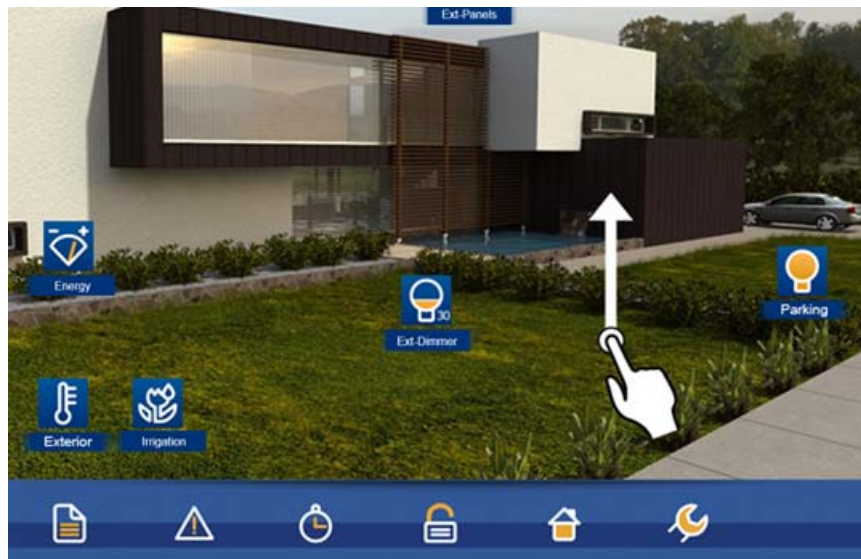 Ext-Panels
Energy
30
Ext-Dimmer
Parking
Exterior
Irrigation